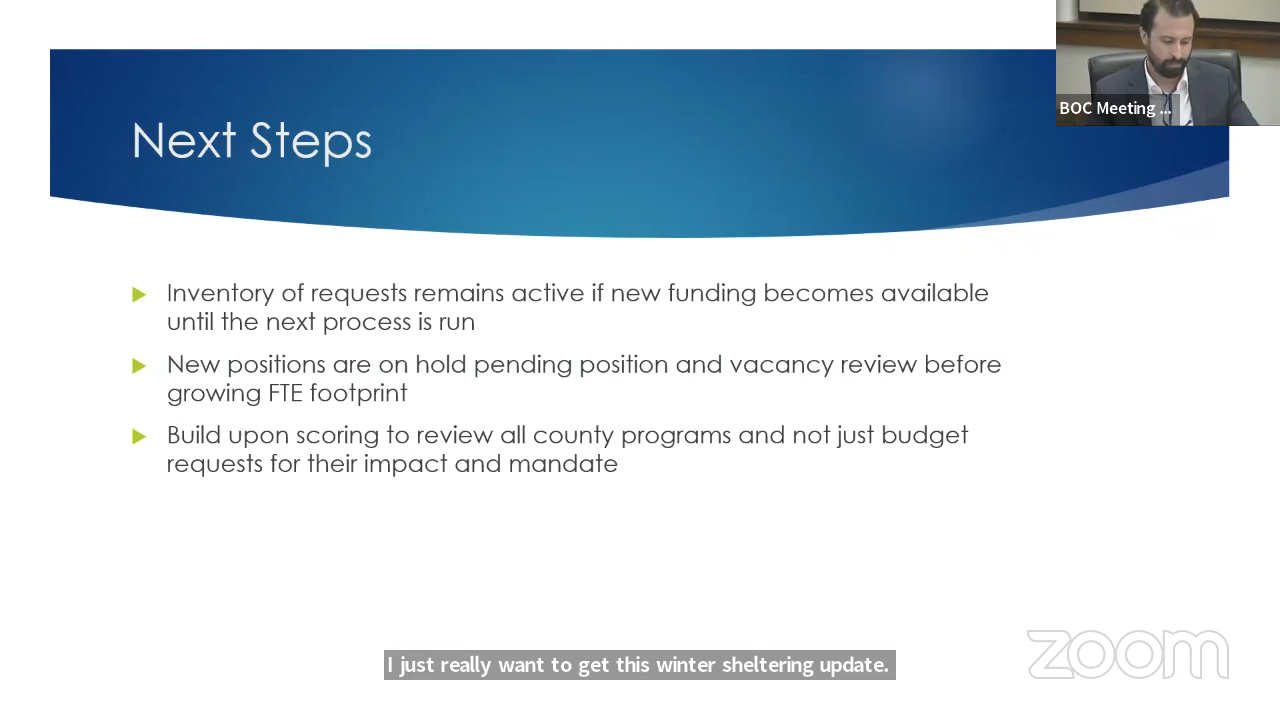 BOC Meeting ...
Next Steps
Inventory of requests remains active if new funding becomes available
until the next process is run
New positions are on hold pending position and vacancy review before
growing FTE footprint
Build upon scoring to review all county programs and not just budget
requests for their impact and mandate
I just really want to get this winter sheltering update.
zoom